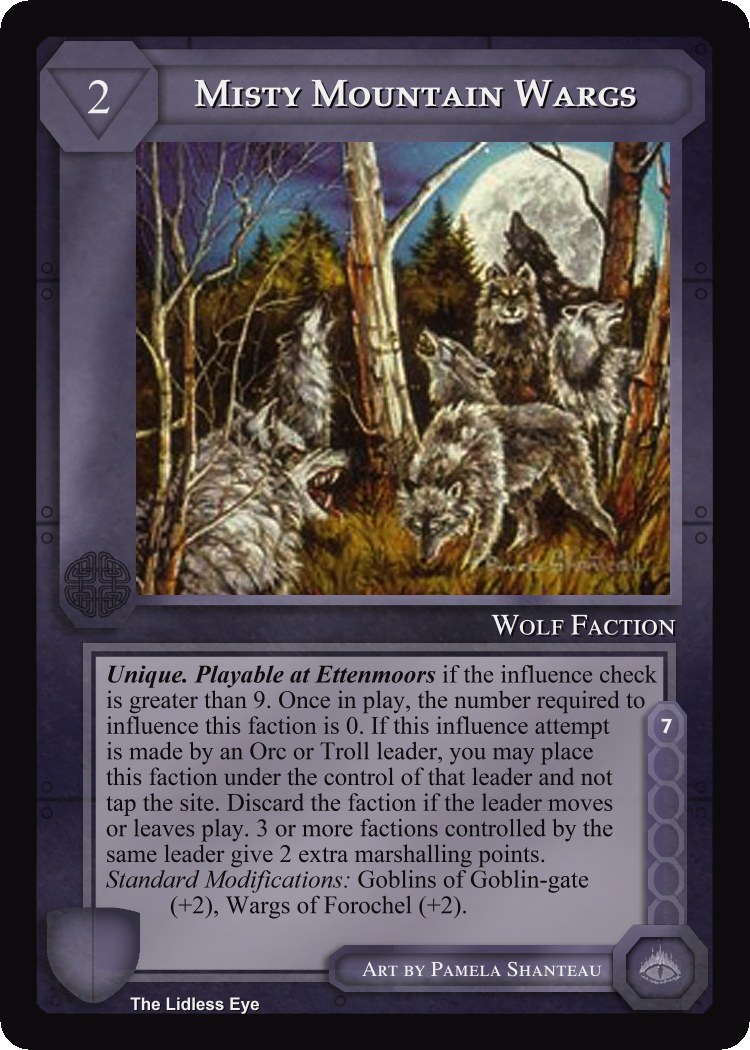 2
Misty Mountain Wargs
Pamela Shanteau
Wolf Faction
Unique. Playable at Ettenmoors if the influence check
is greater than 9. Once in play, the number required to
influence this faction is 0. If this influence attempt
is made by an Orc or Troll leader, you may place
this faction under the control of that leader and not
tap the site. Discard the faction if the leader moves
or leaves play. 3 or more factions controlled by the
same leader give 2 extra marshalling points.
Standard Modifications: Goblins of Goblin-gate
(+2), Wargs of Forochel (+2).
7
Art by Pamela Shanteau
The Lidless Eye